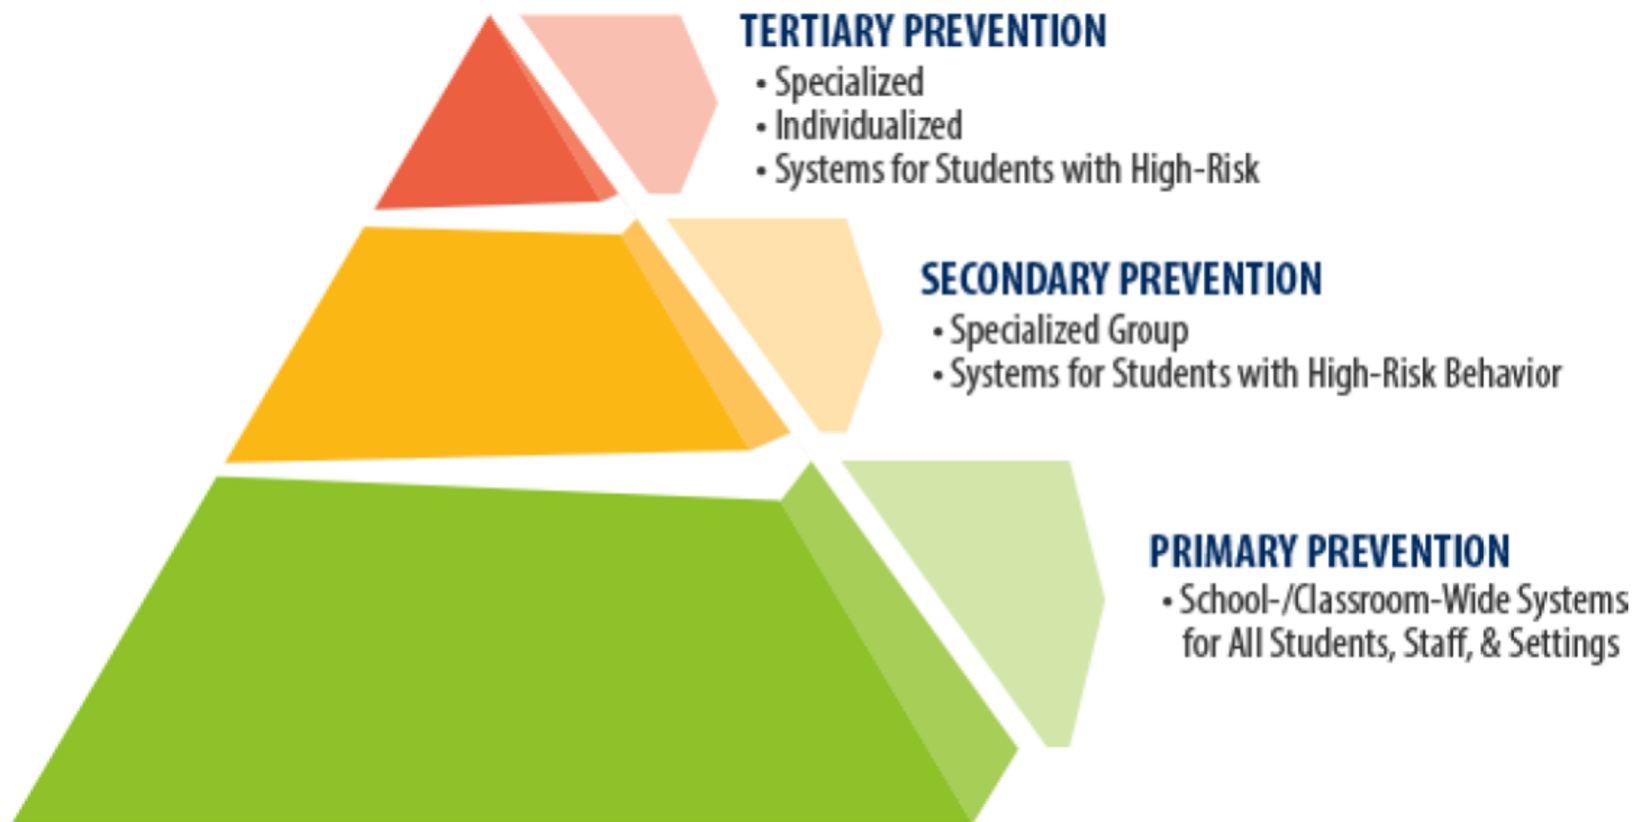 TERTIARY PREVENTION
• Specialized
• Individualized
• Systems for Students with High-Risk
SECONDARY PREVENTION
• Specialized Group
• Systems for Students with High-Risk Behavior
PRIMARY PREVENTION
• School-/Classroom-Wide Systems
for All Students, Staff, & Settings